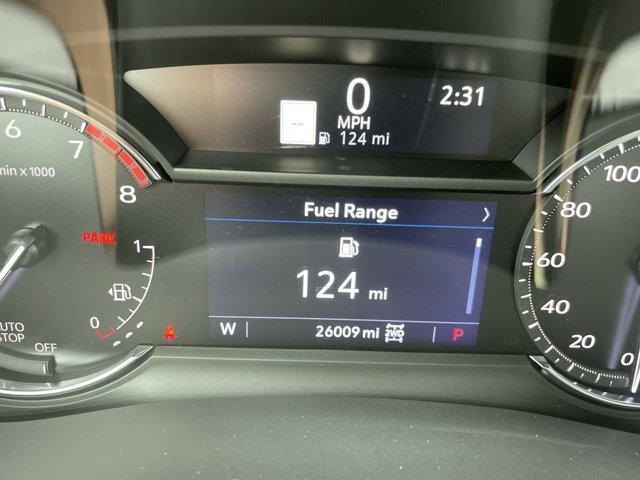 0
MPH
2:31
--
124 mi
6
7
8
min x 1000
PARK
1
0
AUTO
STOP
OFF
Fuel Range
124 mi
W
26009 mi
2WD
P
100
80
60
40
20
0